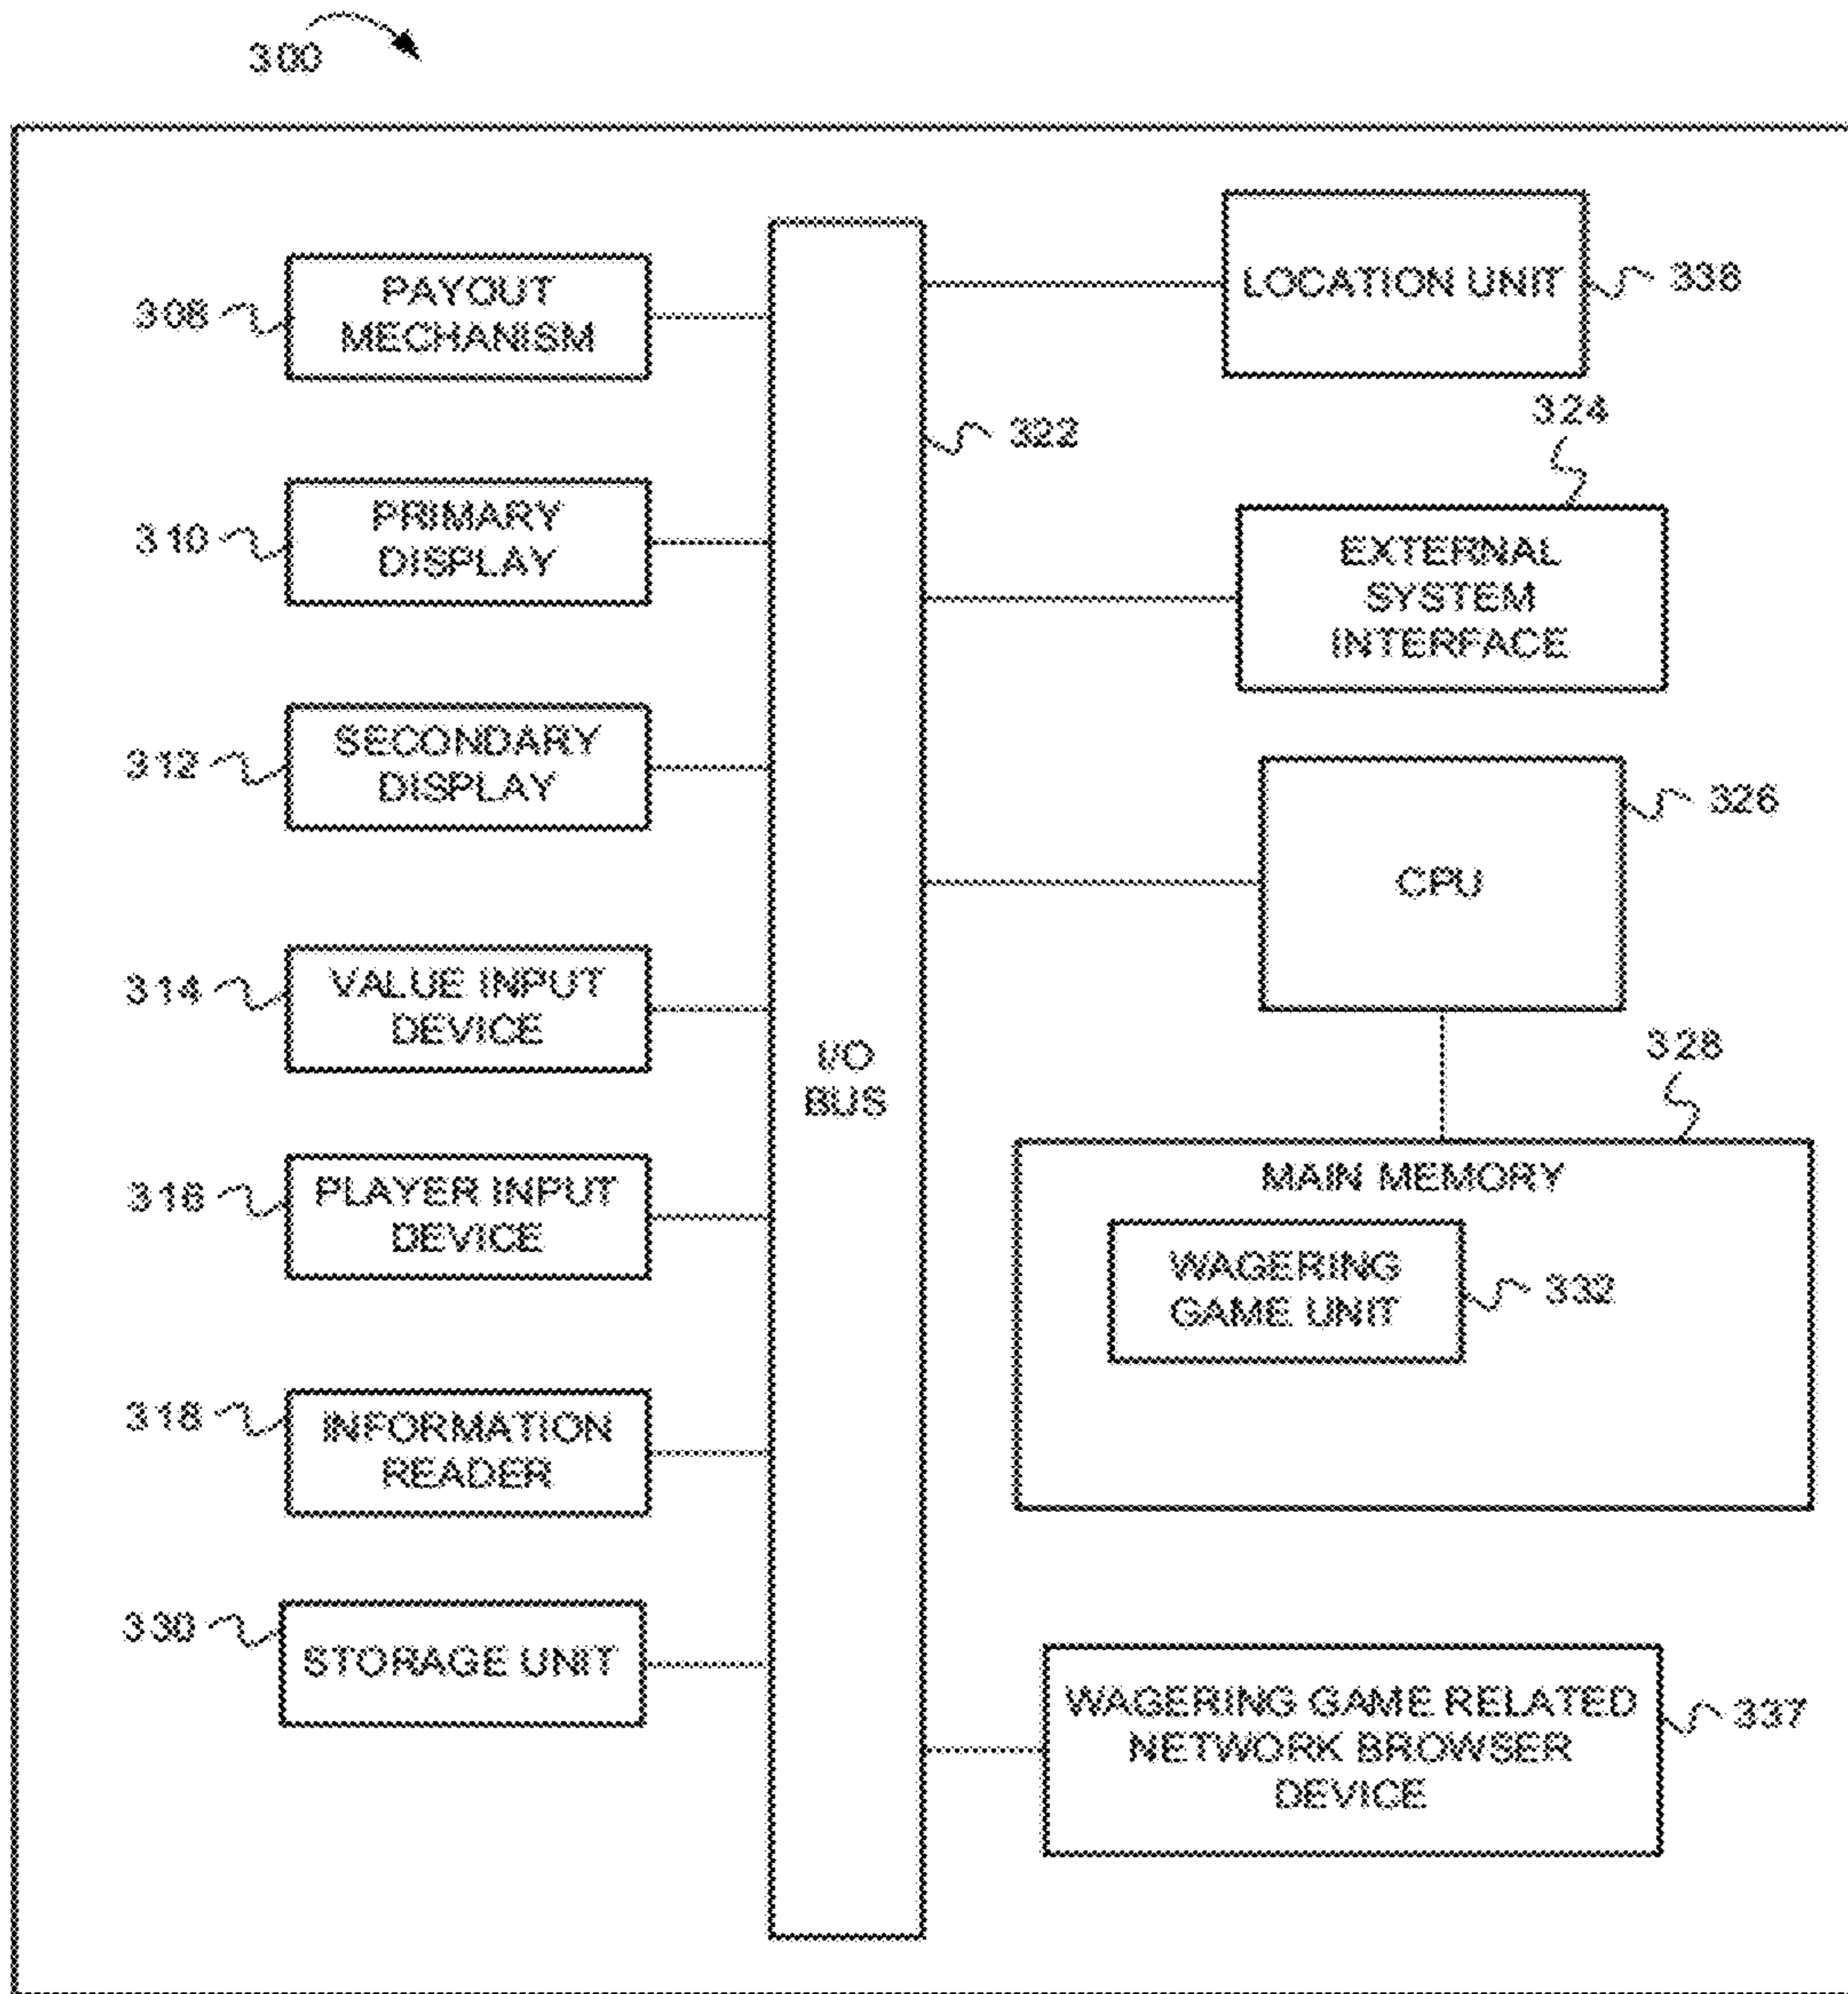 300
PAYOUT
MECHANISM
308
PRIMARY
DISPLAY
310
SECONDARY
DISPLAY
312
VALUE INPUT
DEVICE
314
PLAYER INPUT
DEVICE
316
INFORMATION
READER
318
STORAGE UNIT
330
I/O
BUS
322
LOCATION UNIT
338
324
EXTERNAL
SYSTEM
INTERFACE
CPU
326
328
MAIN MEMORY
WAGERING
GAME UNIT
332
WAGERING GAME RELATED
NETWORK BROWSER
DEVICE
337